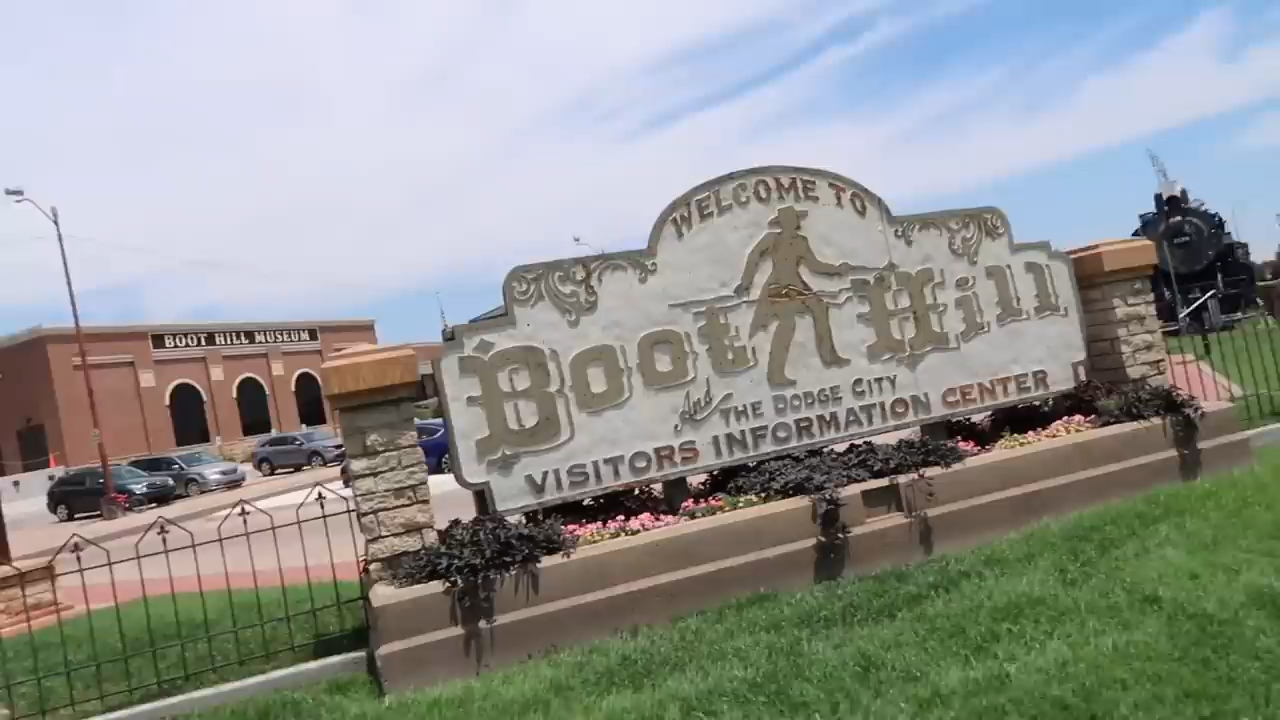 BOOT HILL MUSEUM
WELCOME TO
Boot Hill
And THE DODGE CITY
VISITORS INFORMATION CENTER